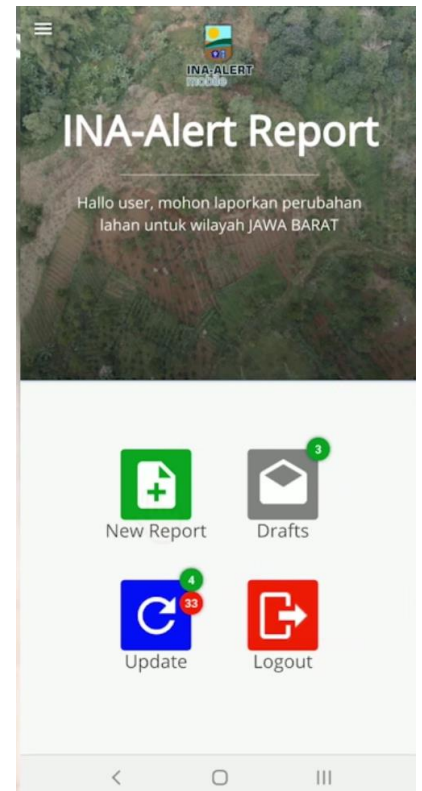 INA-ALERT
mobile
INA-Alert Report
Hallo user, mohon laporkan perubahan
lahan untuk wilayah JAWA BARAT
3
New Report
Drafts
4
33
Update
Logout